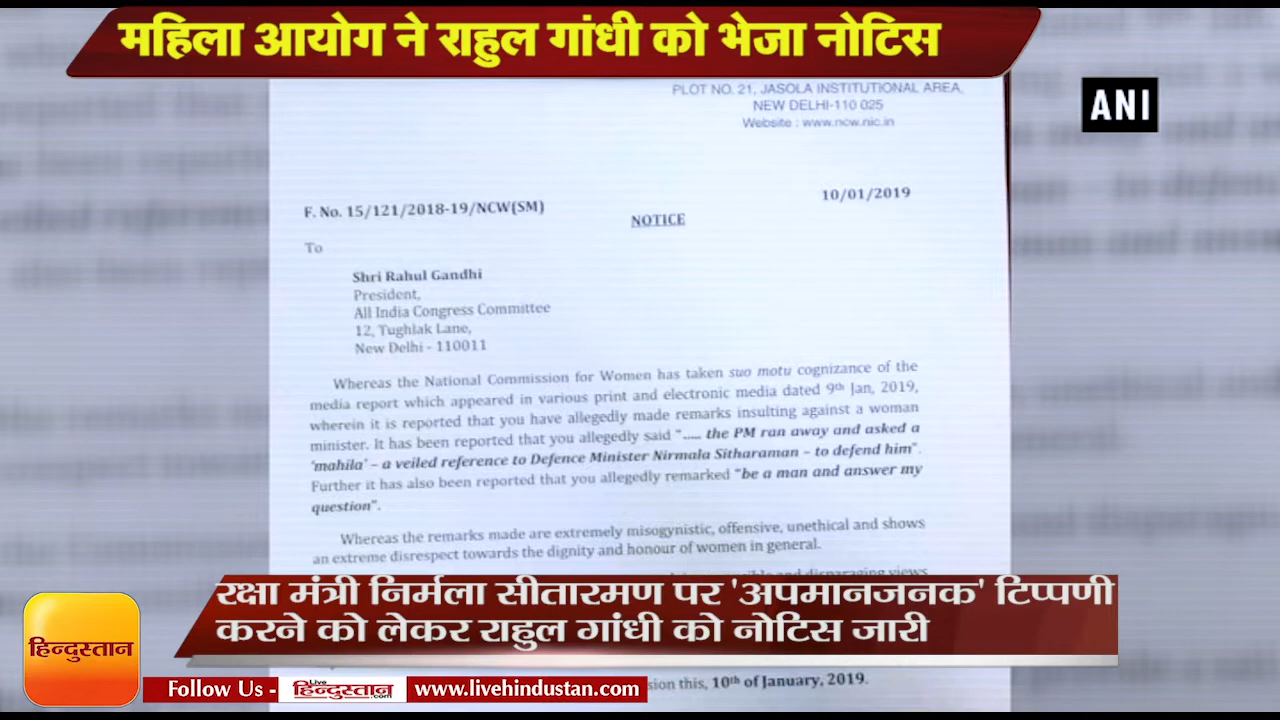 महिला आयोग ने राहुल गांधी को भेजा नोटिस
ANI
PLOT NO. 21, JASOLA INSTITUTIONAL AREA,
NEW DELHI-110 025
Website : www.ncw.nic.in
10/01/2019
F. No. 15/121/2018-19/NCW(SM)
NOTICE
To
Shri Rahul Gandhi
President,
All India Congress Committee
12, Tughlak Lane,
New Delhi - 110011
Whereas the National Commission for Women has taken suo motu cognizance of the
media report which appeared in various print and electronic media dated 9th Jan, 2019,
wherein it is reported that you have allegedly made remarks insulting against a woman
minister. It has been reported that you allegedly said "..... the PM ran away and asked a
'mahila' – a veiled reference to Defence Minister Nirmala Sitharaman – to defend him".
Further it has also been reported that you allegedly remarked "be a man and answer my
question".
Whereas the remarks made are extremely misogynistic, offensive, unethical and shows
an extreme disrespect towards the dignity and honour of women in general.
and disparaging views
रक्षा मंत्री निर्मला सीतारमण पर 'अपमानजनक' टिप्पणी
करने को लेकर राहुल गांधी को नोटिस जारी
हिन्दुस्तान
this, 10th of January, 2019.
Follow Us - Live हिन्दुस्तान .com www.livehindustan.com